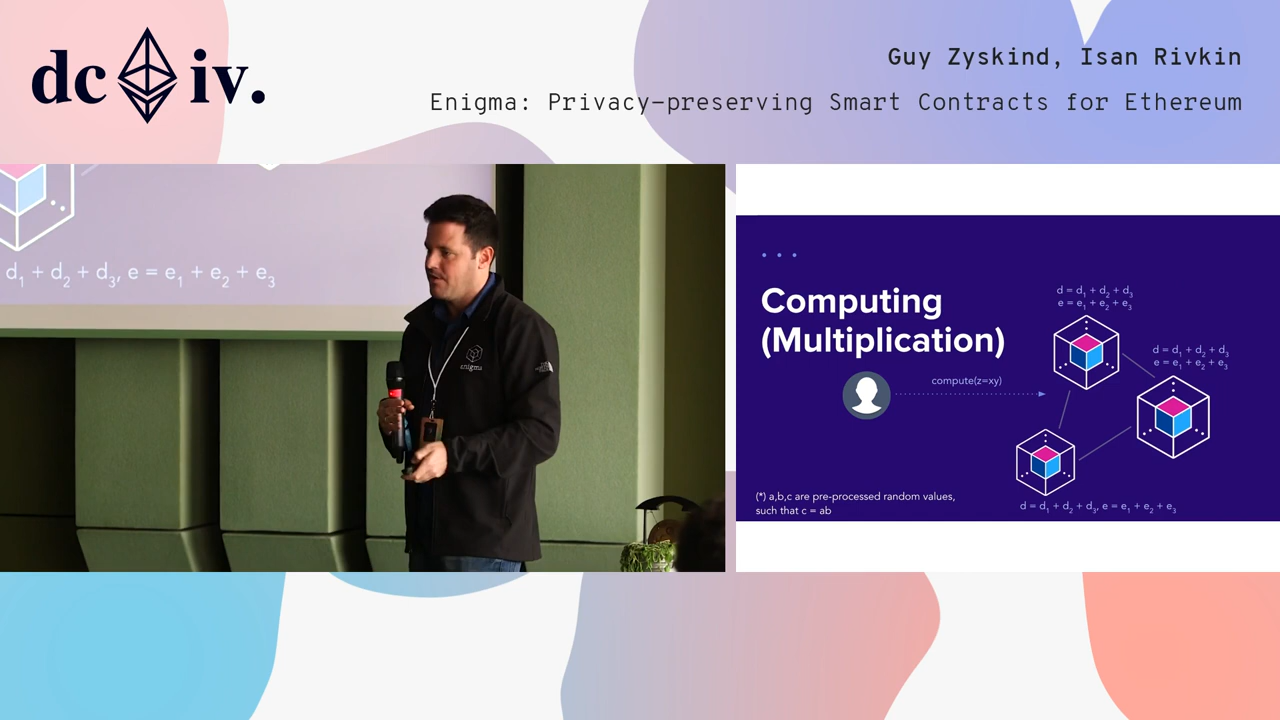 dc iv.
Guy Zyskind, Isan Rivkin
Enigma: Privacy-preserving Smart Contracts for Ethereum
d₁ + d₂ + d₃, e = e₁ + e₂ + e₃
enigma
Computing
(Multiplication)
compute(z=xy)
d = d₁ + d₂ + d₃
e = e₁ + e₂ + e₃
d = d₁ + d₂ + d₃
e = e₁ + e₂ + e₃
d = d₁ + d₂ + d₃, e = e₁ + e₂ + e₃
(*) a,b,c are pre-processed random values,
such that c = ab